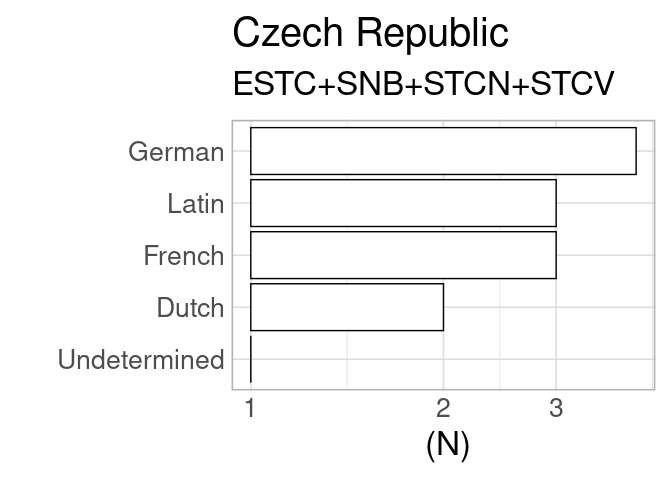 Czech Republic
ESTC+SNB+STCN+STCV
German
Latin
French
Dutch
Undetermined
1 2 3
(N)